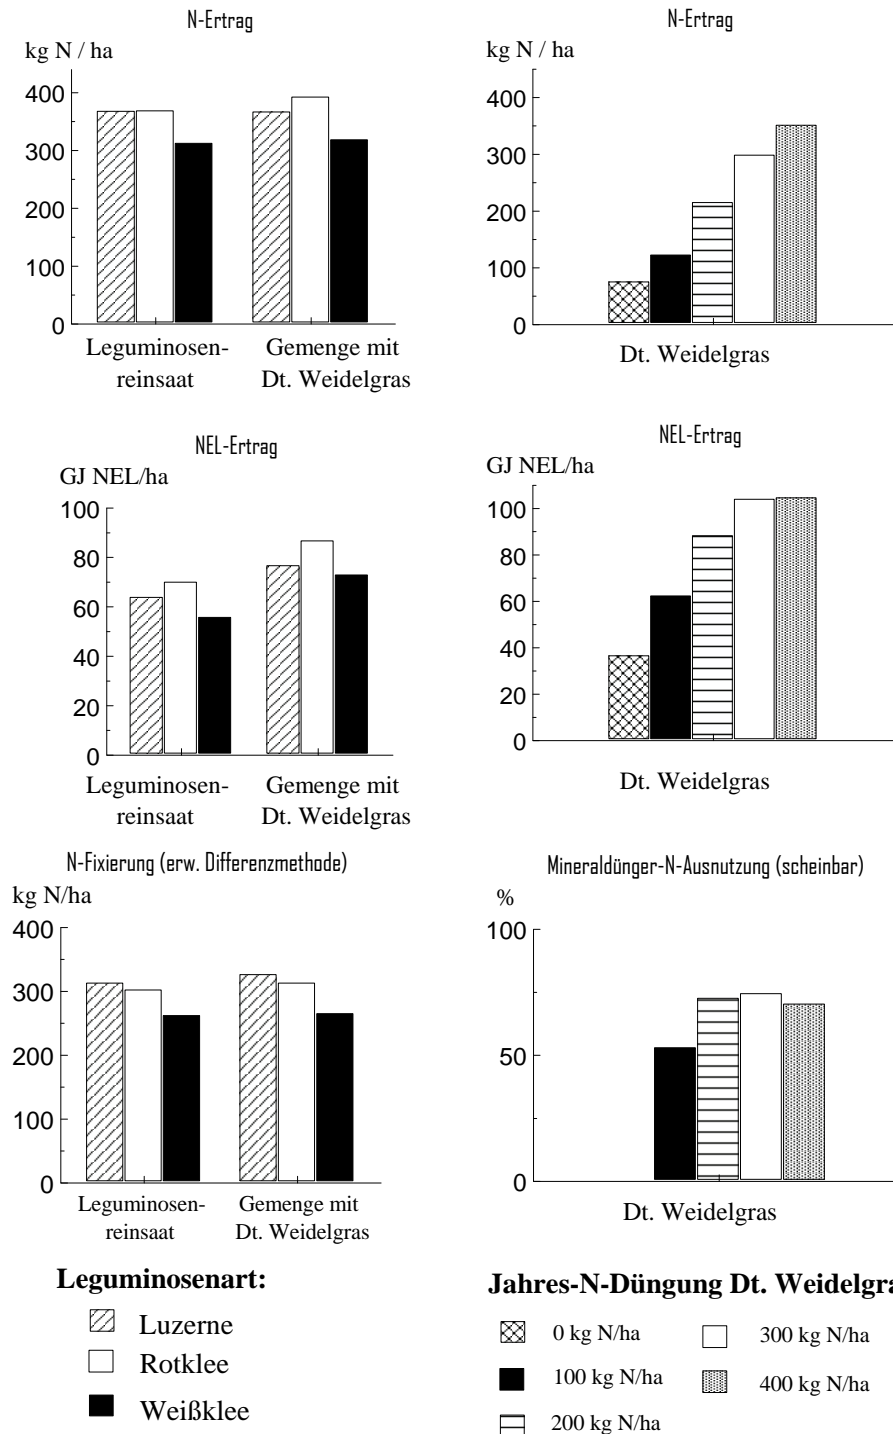 N-Ertrag
kg N / ha
400
300
200
100
0
Leguminosen-
reinsaat
Gemenge mit
Dt. Weidelgras
N-Ertrag
kg N / ha
400
300
200
100
0
Dt. Weidelgras
NEL-Ertrag
GJ NEL/ha
100
80
60
40
20
0
Leguminosen-
reinsaat
Gemenge mit
Dt. Weidelgras
NEL-Ertrag
GJ NEL/ha
100
80
60
40
20
0
Dt. Weidelgras
N-Fixierung (erw. Differenzmethode)
kg N/ha
400
300
200
100
0
Leguminosen-
reinsaat
Gemenge mit
Dt. Weidelgras
Mineraldünger-N-Ausnutzung (scheinbar)
%
100
50
0
Dt. Weidelgras
Leguminosenart:
Luzerne
Rotklee
Weißklee
Jahres-N-Düngung Dt. Weidelgra
0 kg N/ha
100 kg N/ha
200 kg N/ha
300 kg N/ha
400 kg N/ha